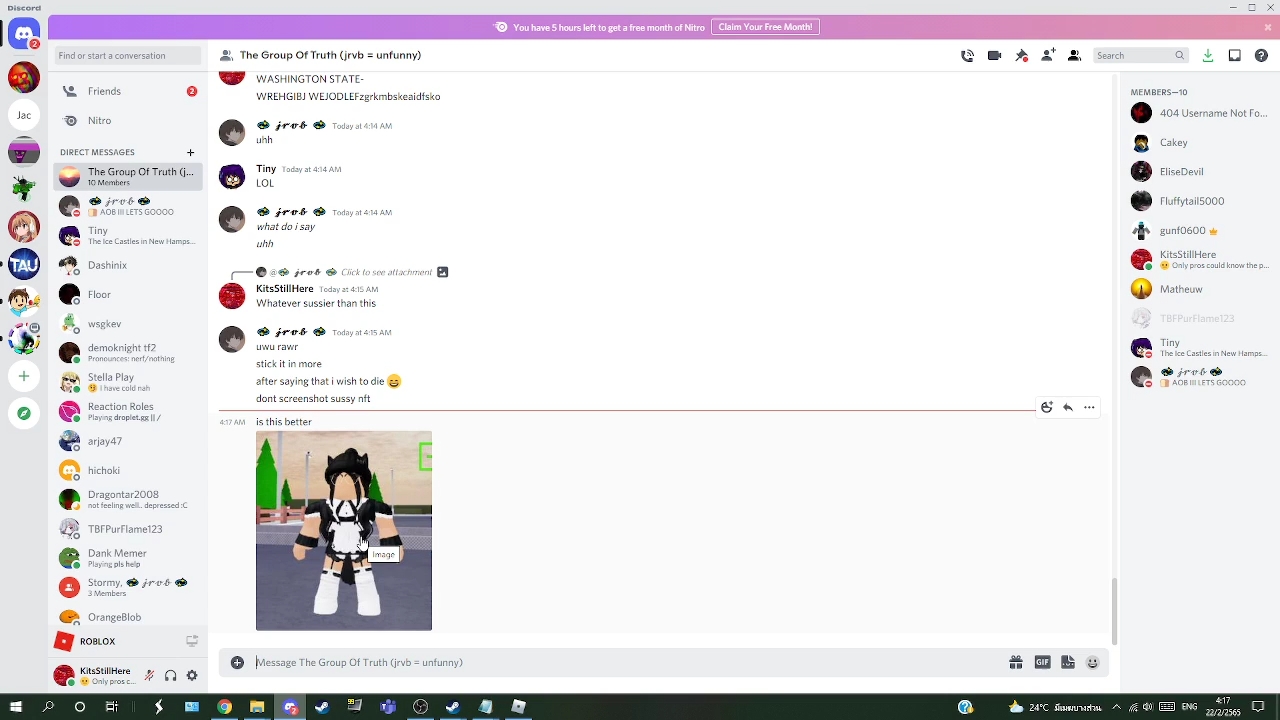 Discord
You have 5 hours left to get a free month of Nitro
Claim Your Free Month!
Find or start a conversation
The Group Of Truth (jrvb = unfunny)
Search
2
Friends
2
Nitro
DIRECT MESSAGES
The Group Of Truth (j...
10 Members
𝓳𝓻𝓿𝓫
AOB III LETS GOOOO
Tiny
The Ice Castles in New Hamps...
Dashinix
Floor
wsgkev
demoknight tf2
Pronouns: nerf/nothing
Stella Play
I have cold nah
Reaction Roles
Playing droplet.gg || /
arjay47
hichoki
Dragontar2008
not feeling well.. depressed :C
TBFPurFlame123
Dank Memer
Playing pls help
Stormy, 𝓳𝓻𝓿𝓫
3 Members
OrangeBlob
ROBLOX
KitsStillHere
Only pros c...
Jac
TAU
WASHINGTON STATE-
WREHGIBJ WEJODLEFzgrkmbskeaidfsko
𝓳𝓻𝓿𝓫 Today at 4:14 AM
uhh
Tiny Today at 4:14 AM
LOL
𝓳𝓻𝓿𝓫 Today at 4:14 AM
what do i say
uhh
@ 𝓳𝓻𝓿𝓫 Click to see attachment
KitsStillHere Today at 4:15 AM
Whatever sussier than this
𝓳𝓻𝓿𝓫 Today at 4:15 AM
uwu rawr
stick it in more
after saying that i wish to die
dont screenshot sussy nft
4:17 AM is this better
Image
Message The Group Of Truth (jrvb = unfunny)
GIF
MEMBERS—10
404 Username Not Fo...
Cakey
EliseDevil
Fluffytail5000
gunf0600
KitsStillHere
Only pros could know the p...
Matheuw
TBFPurFlame123
Tiny
The Ice Castles in New Hamps...
𝓳𝓻𝓿𝓫
AOB III LETS GOOOO
24°C
ENG
4:17
22/2/2565